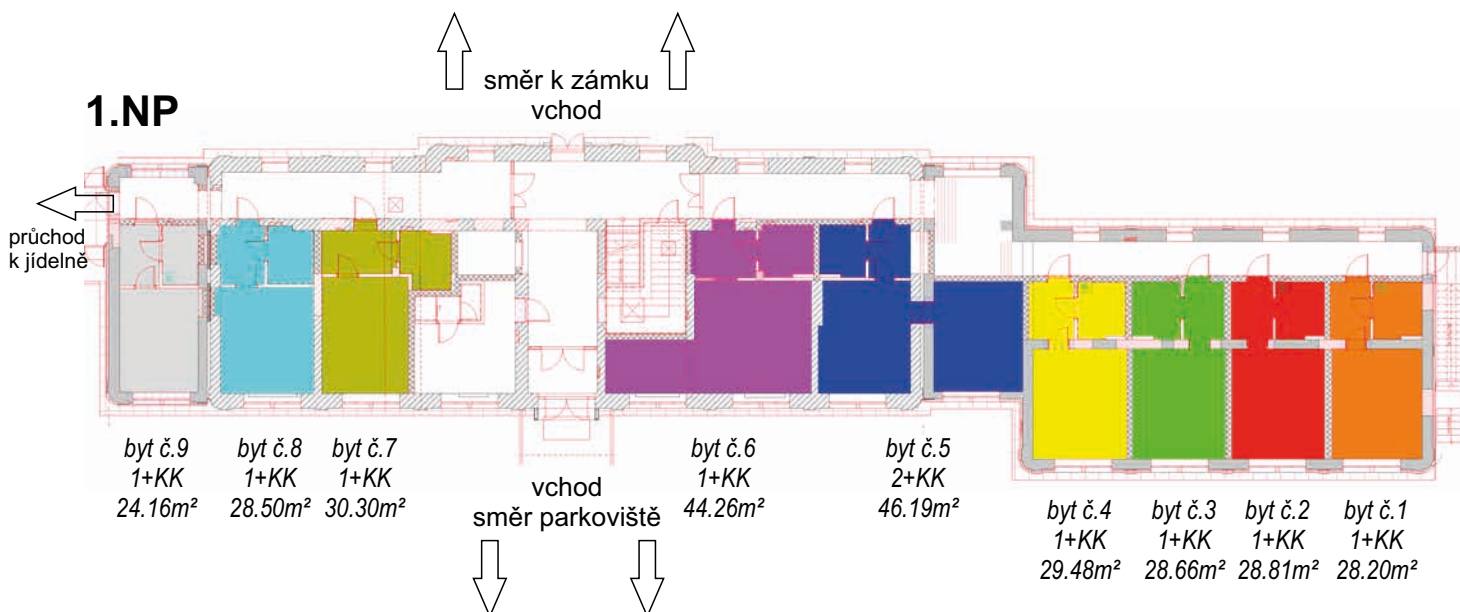 směr k zámku
vchod
1.NP
průchod
k jídelně
byt č.9
1+KK
24.16m²
byt č.8
1+KK
28.50m²
byt č.7
1+KK
30.30m²
byt č.6
1+KK
44.26m²
byt č.5
2+KK
46.19m²
byt č.4
1+KK
29.48m²
byt č.3
1+KK
28.66m²
byt č.2
1+KK
28.81m²
byt č.1
1+KK
28.20m²
vchod
směr parkoviště